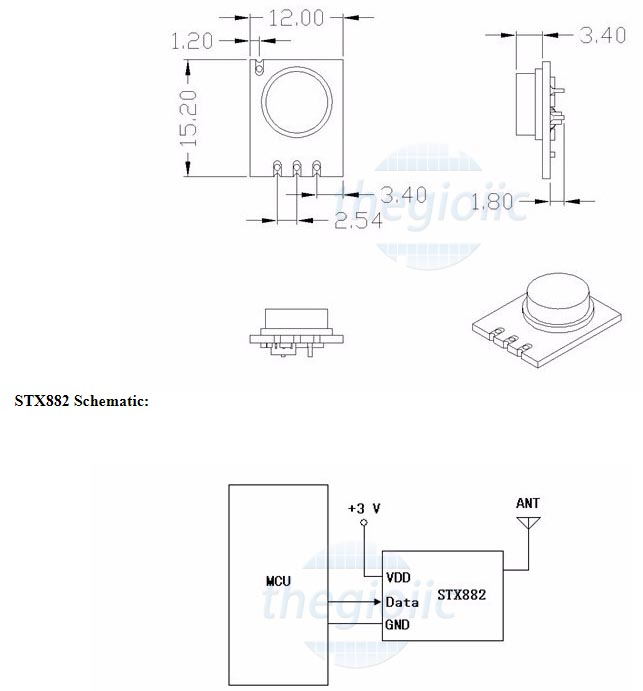 12.00
1.20
3.40
15.20
thegioiic
3.40
1.80
2.54
STX882 Schematic:
ANT
+3 V
VDD
MCU
STX882
Data
thegioiic
GND